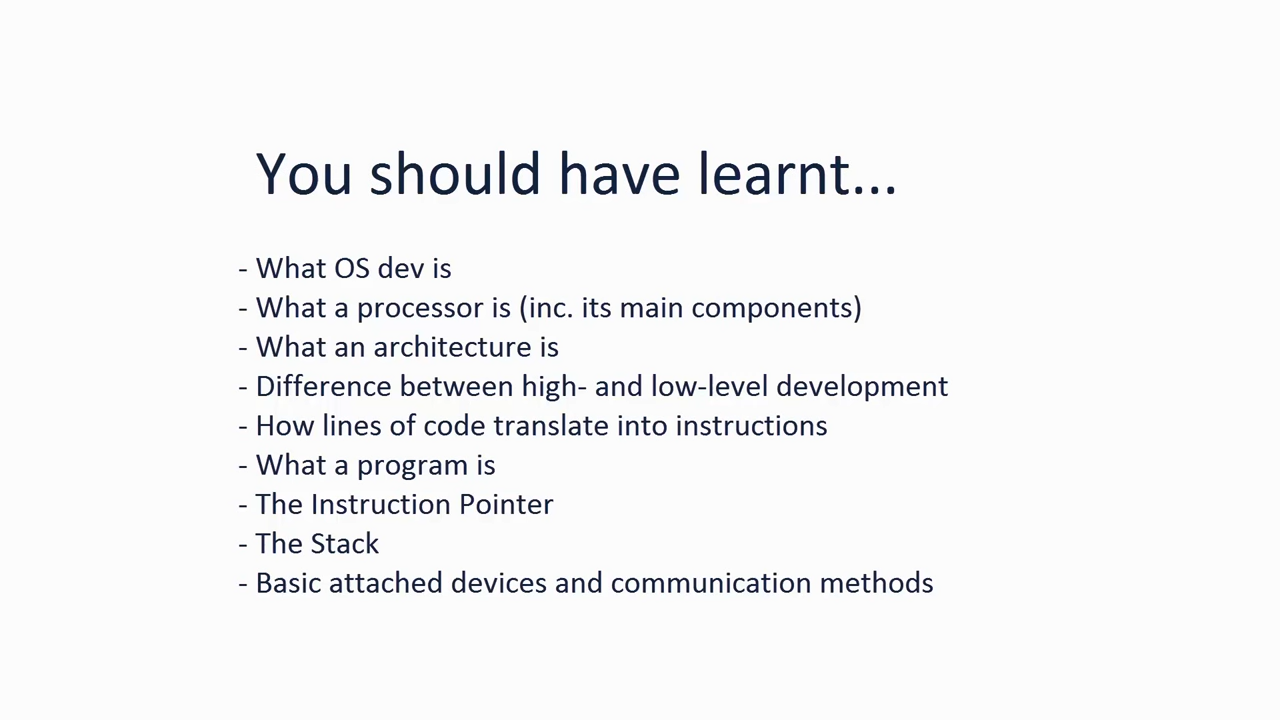 You should have learnt...
- What OS dev is
- What a processor is (inc. its main components)
- What an architecture is
- Difference between high- and low-level development
- How lines of code translate into instructions
- What a program is
- The Instruction Pointer
- The Stack
- Basic attached devices and communication methods